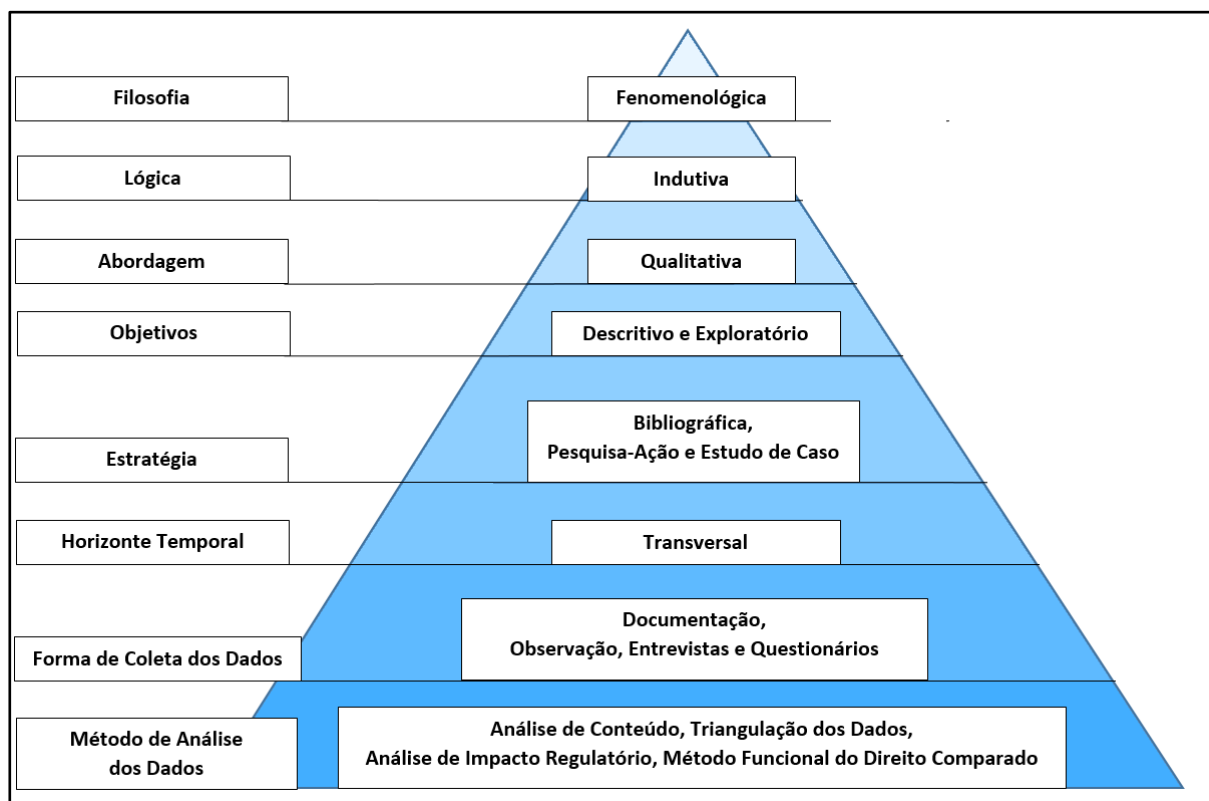 Filosofia
Fenomenológica
Lógica
Indutiva
Abordagem
Qualitativa
Objetivos
Descritivo e Exploratório
Estratégia
Bibliográfica,
Pesquisa-Ação e Estudo de Caso
Horizonte Temporal
Transversal
Forma de Coleta dos Dados
Documentação,
Observação, Entrevistas e Questionários
Método de Análise
dos Dados
Análise de Conteúdo, Triangulação dos Dados,
Análise de Impacto Regulatório, Método Funcional do Direito Comparado